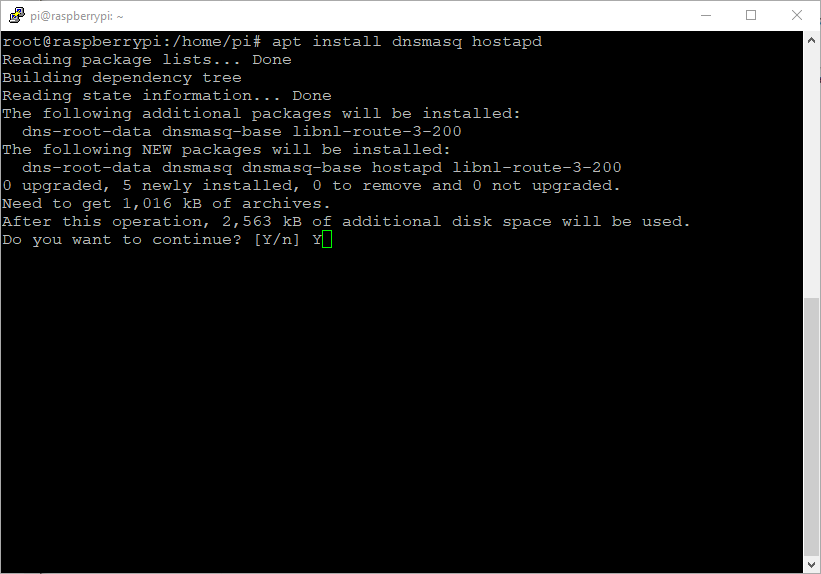 pi@raspberrypi: ~
root@raspberrypi:/home/pi# apt install dnsmasq hostapd
Reading package lists... Done
Building dependency tree
Reading state information... Done
The following additional packages will be installed:
  dns-root-data dnsmasq-base libnl-route-3-200
The following NEW packages will be installed:
  dns-root-data dnsmasq dnsmasq-base hostapd libnl-route-3-200
0 upgraded, 5 newly installed, 0 to remove and 0 not upgraded.
Need to get 1,016 kB of archives.
After this operation, 2,563 kB of additional disk space will be used.
Do you want to continue? [Y/n] Y